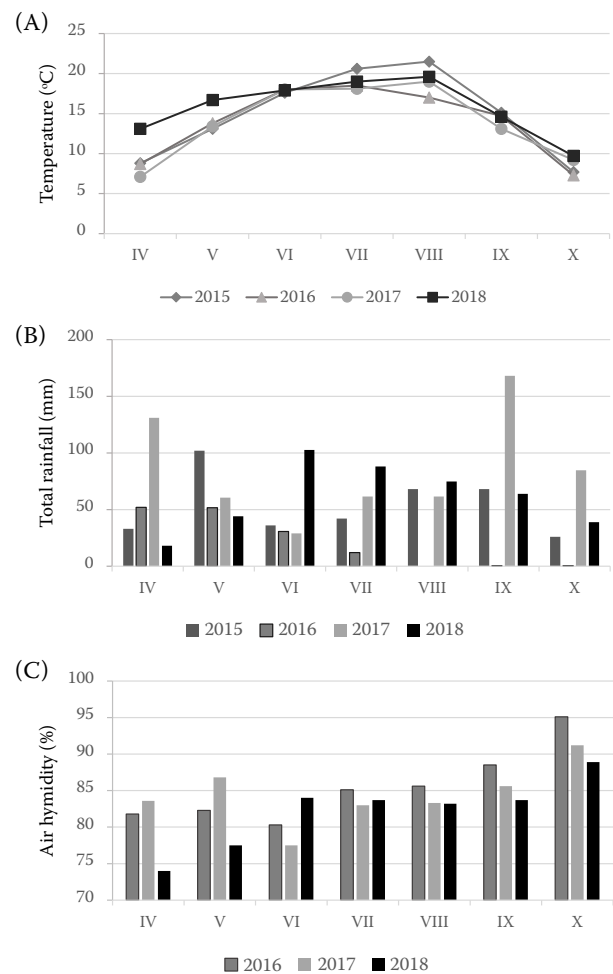 (A)
Temperature (°C)
25
20
15
10
5
0
IV V VI VII VIII IX X
2015 2016 2017 2018
(B)
Total rainfall (mm)
200
150
100
50
0
IV V VI VII VIII IX X
2015 2016 2017 2018
(C)
Air hymidity (%)
100
95
90
85
80
75
70
IV V VI VII VIII IX X
2016 2017 2018